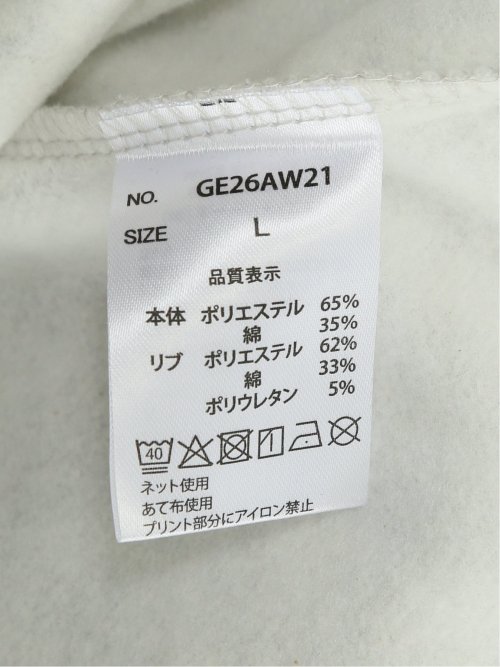 NO. GE26AW21
SIZE L
品質表示
本体 ポリエステル 65%
綿 35%
リブ ポリエステル 62%
綿 33%
ポリウレタン 5%
40
ネット使用
あて布使用
プリント部分にアイロン禁止